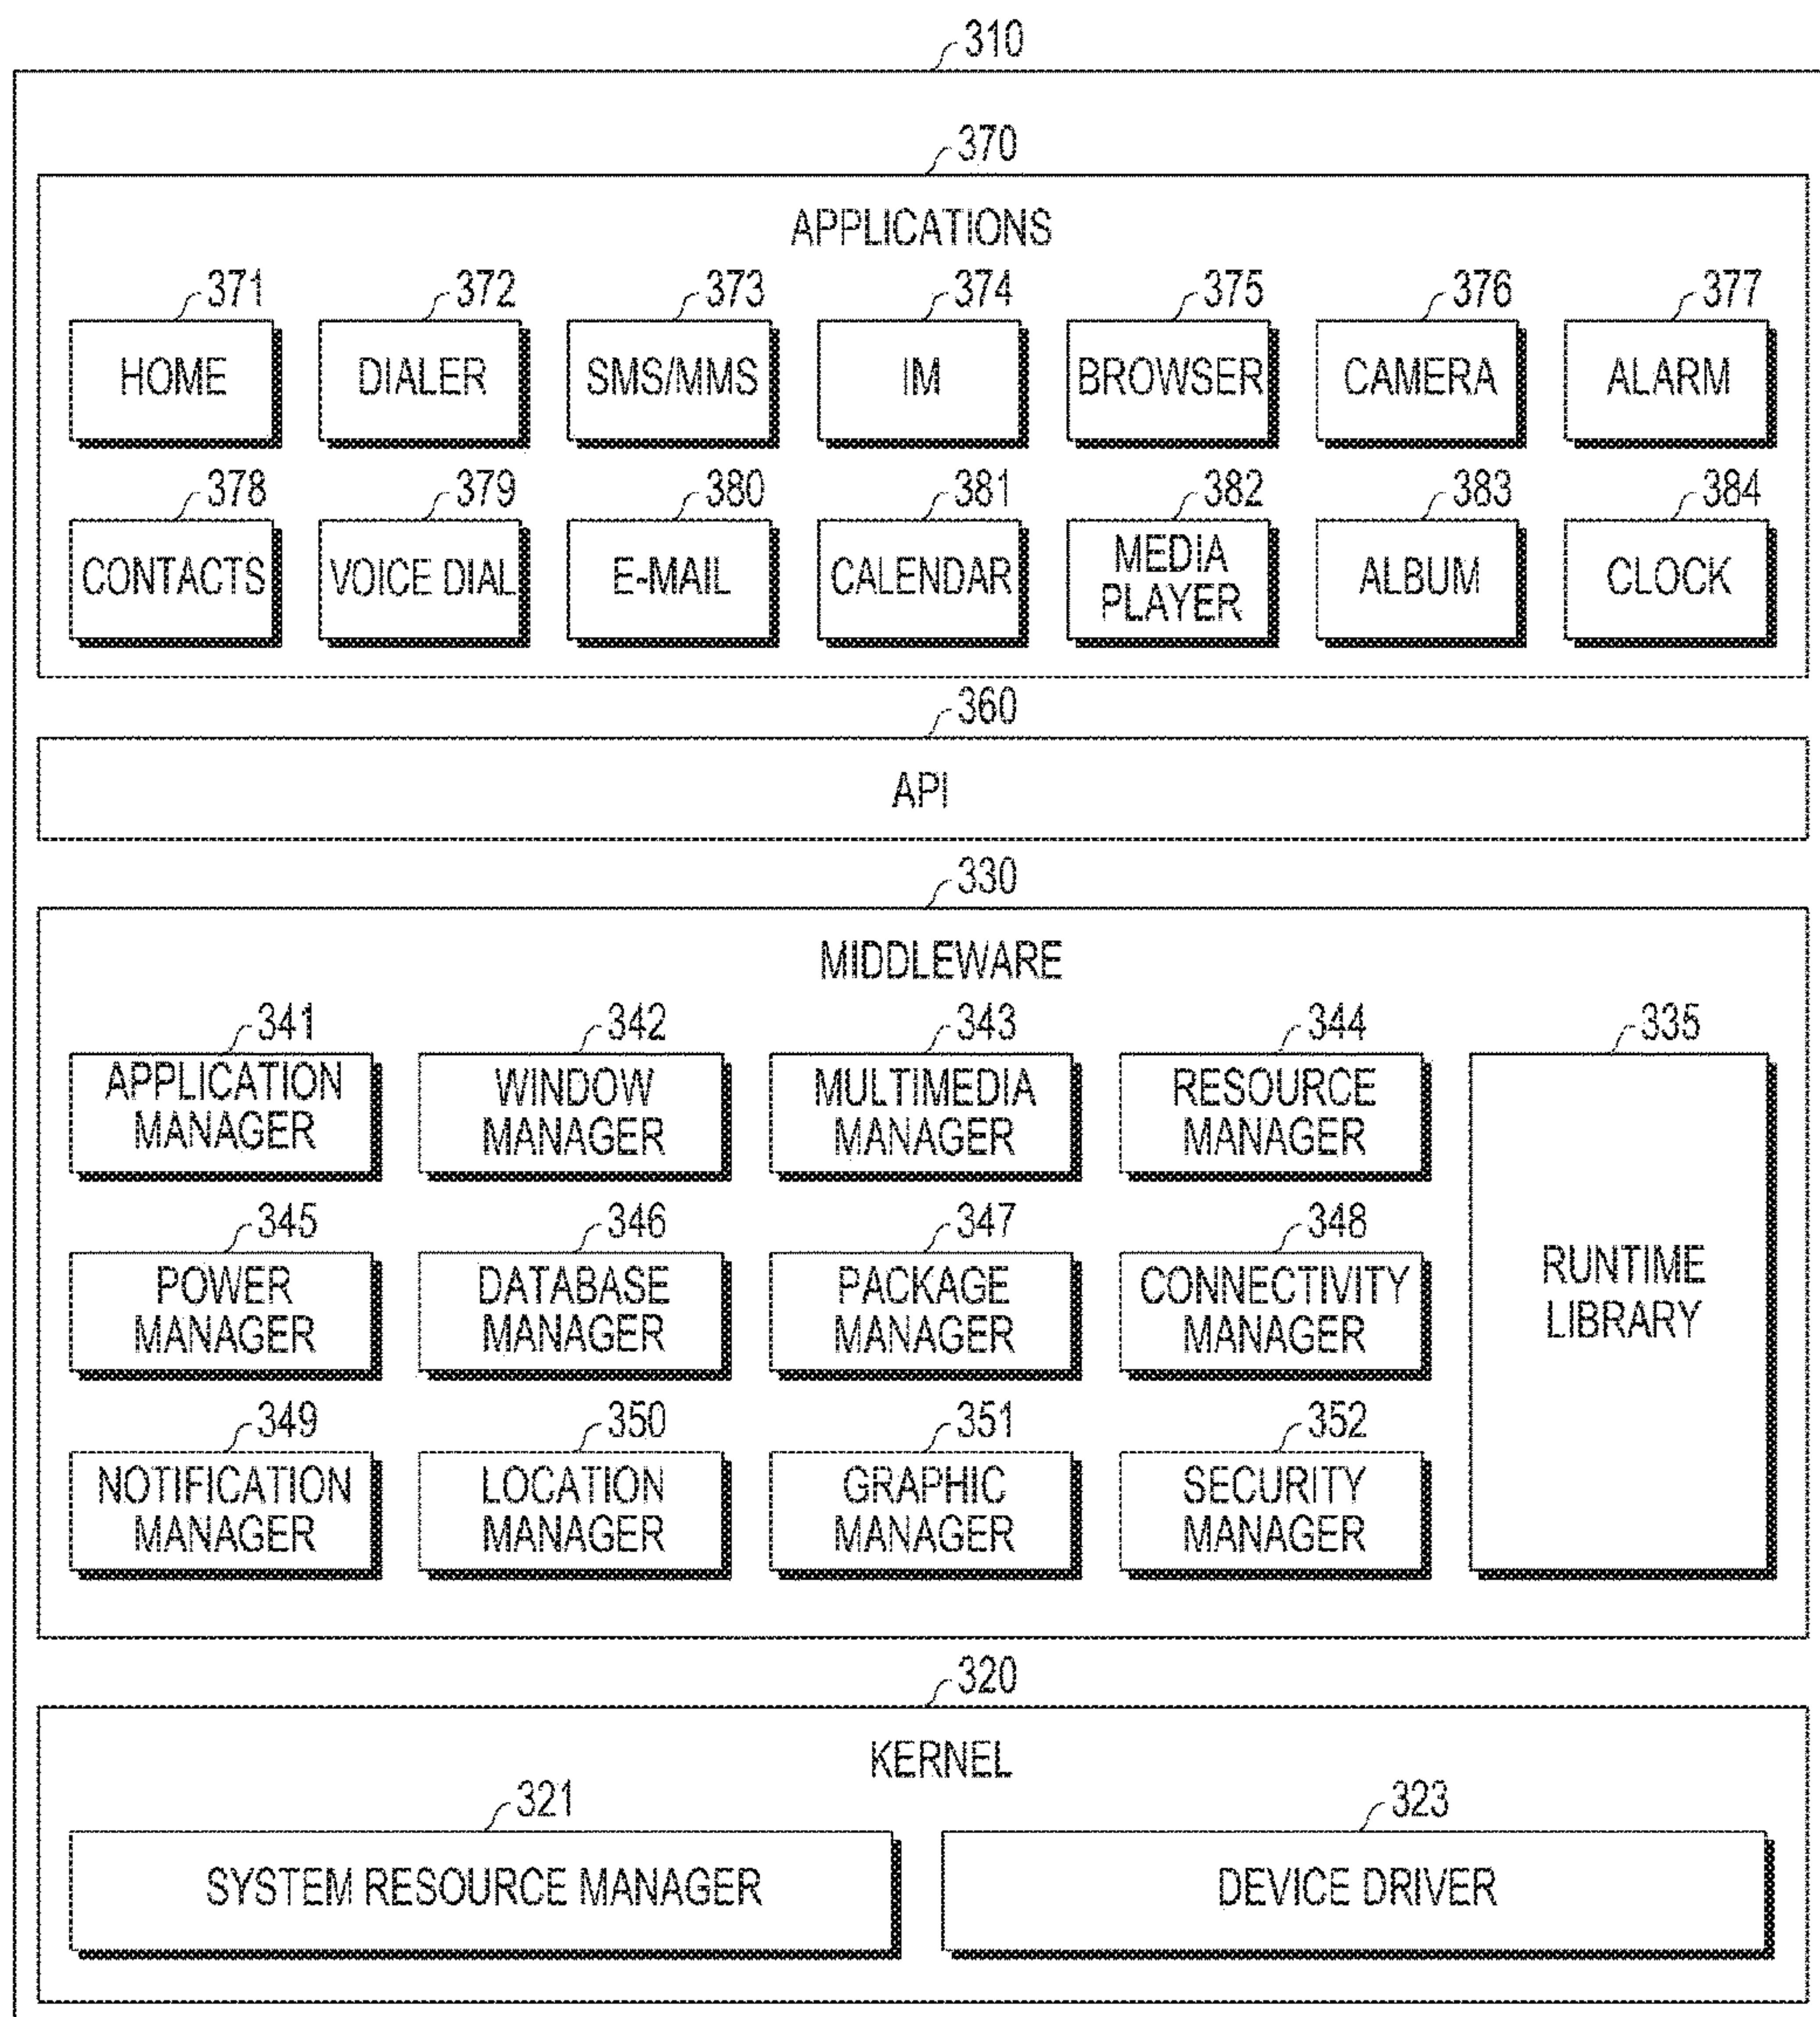 310
370
APPLICATIONS
371 372 373 374 375 376 377
HOME DIALER SMS/MMS IM BROWSER CAMERA ALARM
378 379 380 381 382 383 384
CONTACTS VOICE DIAL E-MAIL CALENDAR MEDIA PLAYER ALBUM CLOCK
360
API
330
MIDDLEWARE
341 342 343 344 335
APPLICATION MANAGER WINDOW MANAGER MULTIMEDIA MANAGER RESOURCE MANAGER
345 346 347 348
POWER MANAGER DATABASE MANAGER PACKAGE MANAGER CONNECTIVITY MANAGER RUNTIME LIBRARY
349 350 351 352
NOTIFICATION MANAGER LOCATION MANAGER GRAPHIC MANAGER SECURITY MANAGER
320
KERNEL
321 323
SYSTEM RESOURCE MANAGER DEVICE DRIVER